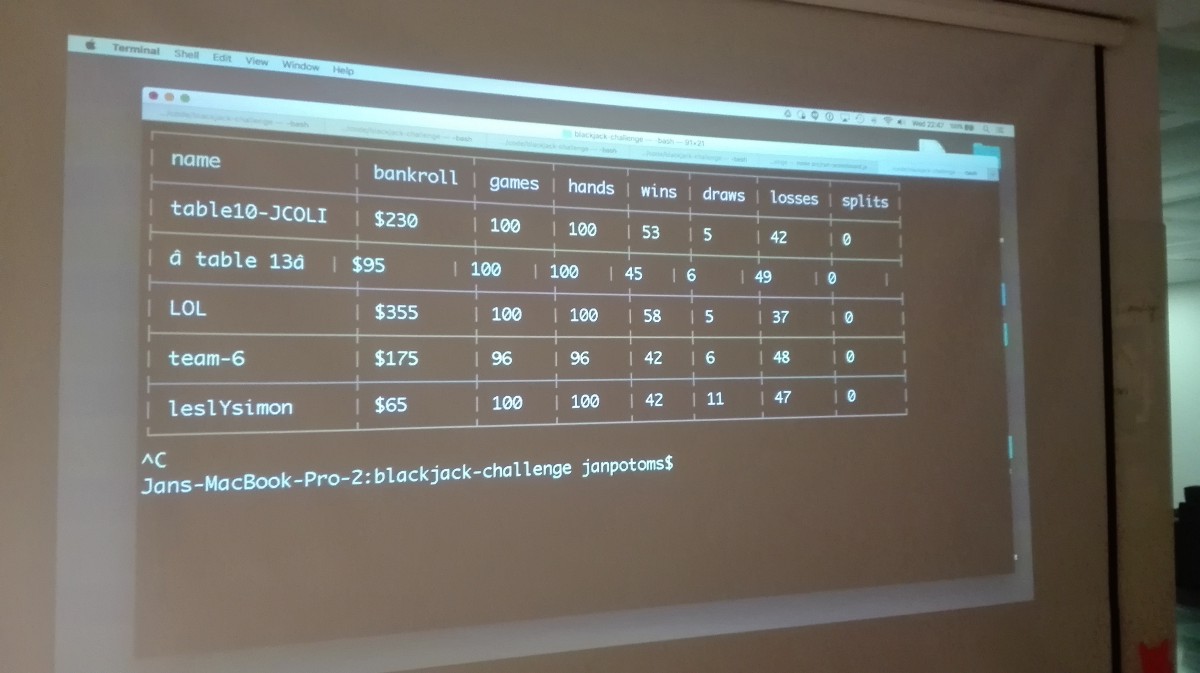 Terminal Shell Edit View Window Help
Wed 22:47
blackjack-challenge — -bash — 91×21
name | bankroll | games | hands | wins | draws | losses | splits
table10-JCOLI | $230 | 100 | 100 | 53 | 5 | 42 | 0
â table 13â | $95 | 100 | 100 | 45 | 6 | 49 | 0 |
LOL | $355 | 100 | 100 | 58 | 5 | 37 | 0
team-6 | $175 | 96 | 96 | 42 | 6 | 48 | 0
leslYsimon | $65 | 100 | 100 | 42 | 11 | 47 | 0
^C
Jans-MacBook-Pro-2:blackjack-challenge janpotoms$